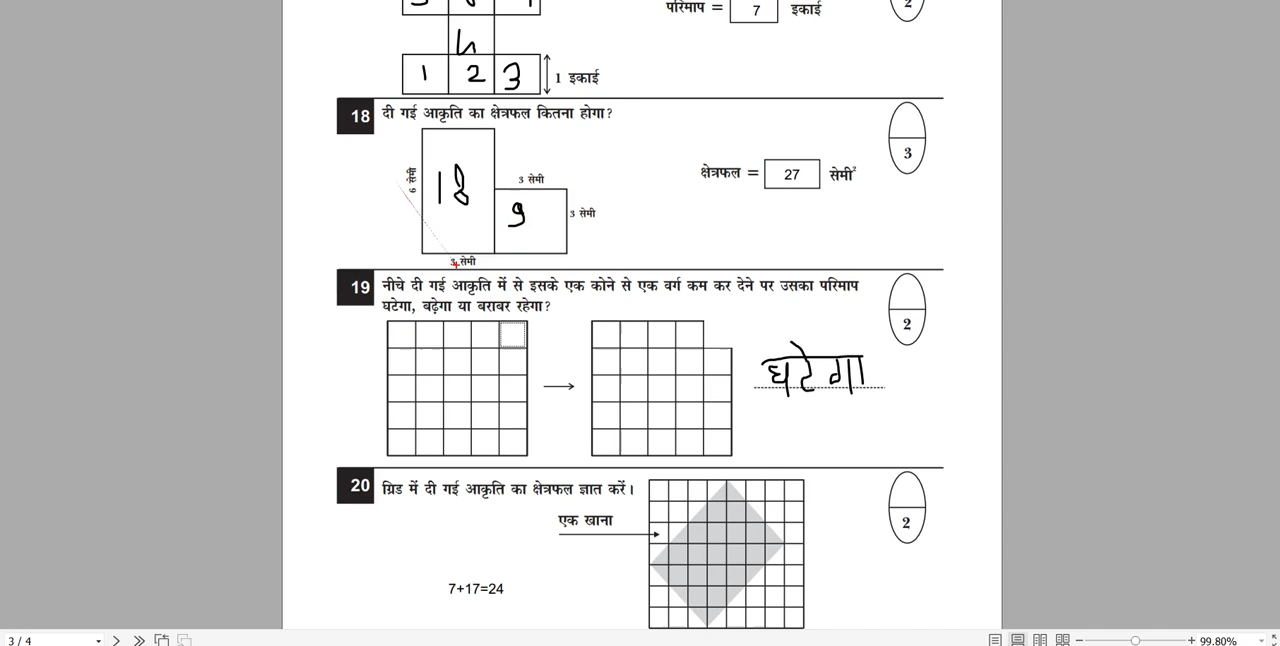 परिमाप = 7 इकाई
2
4
1 2 3
1 इकाई
18 दी गई आकृति का क्षेत्रफल कितना होगा?
3
6 सेमी
18
3 सेमी
9
3 सेमी
3 सेमी
क्षेत्रफल = 27 सेमी²
19 नीचे दी गई आकृति में से इसके एक कोने से एक वर्ग कम कर देने पर उसका परिमाप
घटेगा, बढ़ेगा या बराबर रहेगा?
2
घटेगा
20 ग्रिड में दी गई आकृति का क्षेत्रफल ज्ञात करें।
एक खाना
2
7+17=24
3 / 4
99.80%